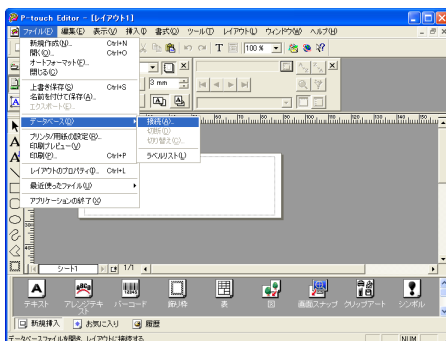 P-touch Editor - [レイアウト1]
ファイル(F) 編集(E) 表示(V) 挿入(I) 書式(O) ツール(T) レイアウト(L) ウィンドウ(W) ヘルプ(H)
新規作成(N)... Ctrl+N
開く(O)... Ctrl+O
オートフォーマット(F)...
閉じる(C)
上書き保存(S) Ctrl+S
名前を付けて保存(A)...
エクスポート(E)...
データベース(D)
プリンタ/用紙の設定(R)...
印刷プレビュー(V)
印刷(P)... Ctrl+P
レイアウトのプロパティ(I)... Ctrl+L
最近使ったファイル(U)
アプリケーションの終了(X)
接続(A)...
切断(D)
切り替え(C)...
ラベルリスト(L)
100 %
3 mm
60 70 80 90 100 110 120 130 140 150
シート1
1/1
テキスト
アレンジテキスト
バーコード
飾り枠
表
図
画面スナップ
クリップアート
シンボル
新規挿入 お気に入り 履歴
データベースファイルを開き、レイアウトに接続する
NUM